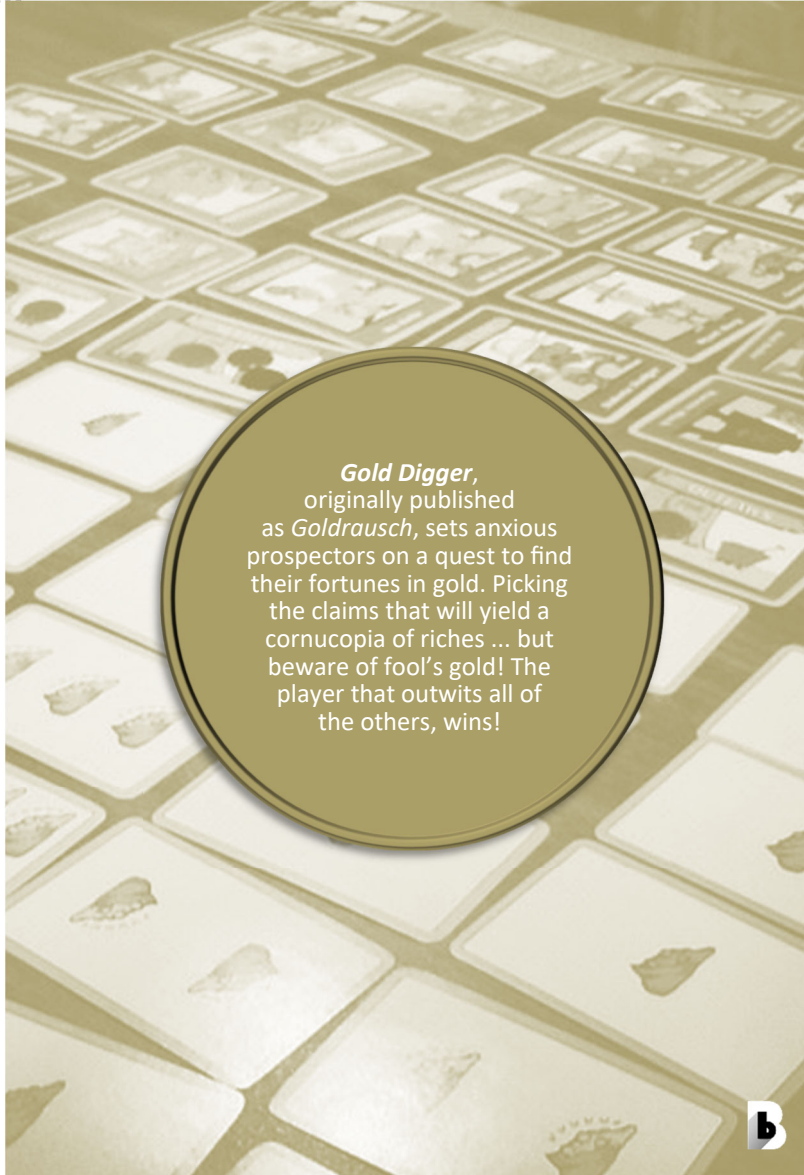 Gold Digger,
originally published
as Goldrausch, sets anxious
prospectors on a quest to find
their fortunes in gold. Picking
the claims that will yield a
cornucopia of riches ... but
beware of fool's gold! The
player that outwits all of
the others, wins!
OUTLAWS
b